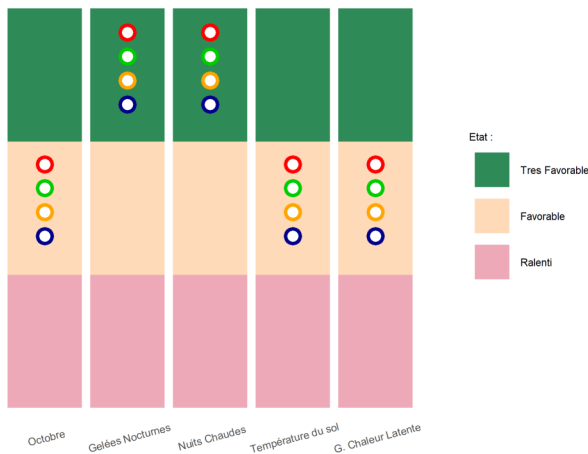 Etat :
Tres Favorable
Favorable
Ralenti
Octobre
Gelées Nocturnes
Nuits Chaudes
Température du sol
G. Chaleur Latente